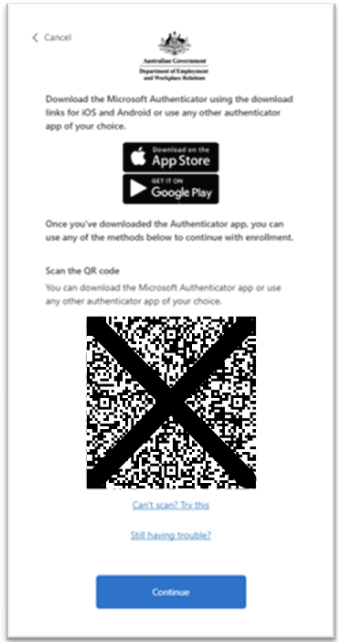 Cancel
Australian Government
Department of Employment
and Workplace Relations
Download the Microsoft Authenticator using the download
links for iOS and Android or use any other authenticator
app of your choice.
Download on the
App Store
GET IT ON
Google Play
Once you've downloaded the Authenticator app, you can
use any of the methods below to continue with enrollment.
Scan the QR code
You can download the Microsoft Authenticator app or use
any other authenticator app of your choice.
Can't scan? Try this
Still having trouble?
Continue